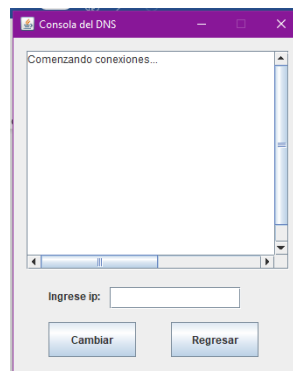 Consola del DNS
Comenzando conexiones...
Ingrese ip:
Cambiar
Regresar